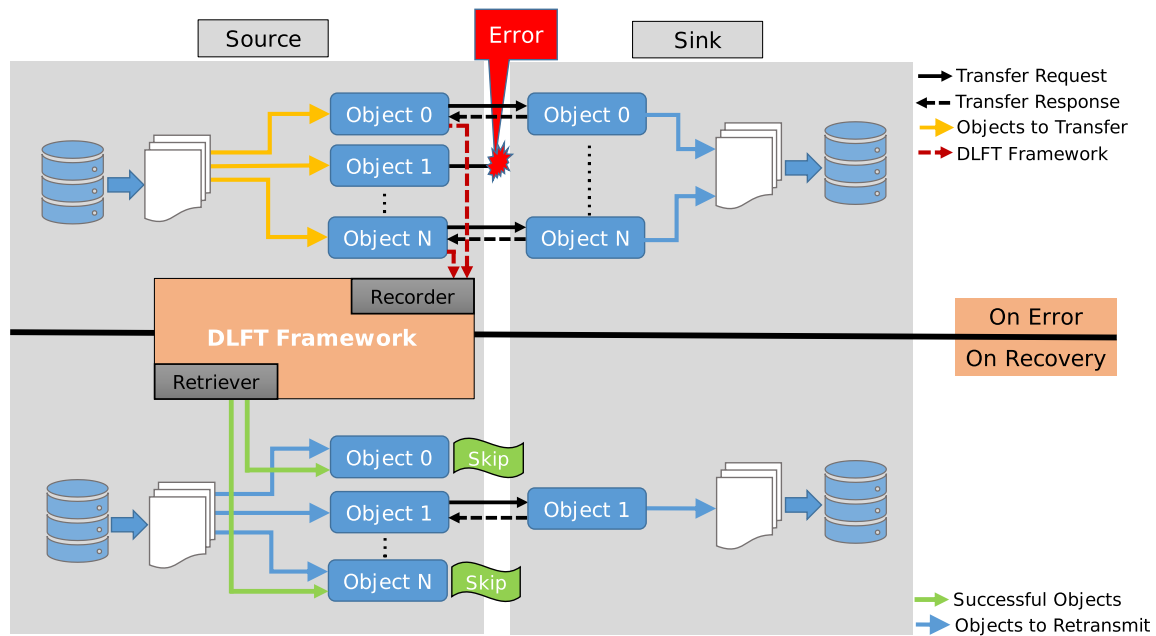 Source
Error
Sink
Object 0
Object 0
Transfer Request
Transfer Response
Objects to Transfer
DLFT Framework
Object 1
Object N
Object N
Recorder
DLFT Framework
On Error
On Recovery
Retriever
Object 0
Skip
Object 1
Object 1
Object N
Skip
Successful Objects
Objects to Retransmit